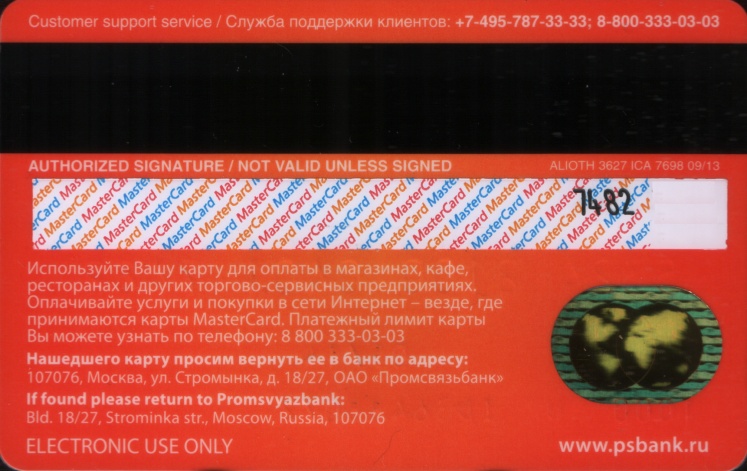 Customer support service / Служба поддержки клиентов: +7-495-787-33-33; 8-800-333-03-03
AUTHORIZED SIGNATURE / NOT VALID UNLESS SIGNED
ALIOTH 3627 ICA 7698 09/13
MasterCard MasterCard MasterCard MasterCard
7482
Используйте Вашу карту для оплаты в магазинах, кафе,
ресторанах и других торгово-сервисных предприятиях.
Оплачивайте услуги и покупки в сети Интернет – везде, где
принимаются карты MasterCard. Платежный лимит карты
Вы можете узнать по телефону: 8 800 333-03-03
Нашедшего карту просим вернуть ее в банк по адресу:
107076, Москва, ул. Стромынка, д. 18/27, ОАО «Промсвязьбанк»
If found please return to Promsvyazbank:
Bld. 18/27, Strominka str., Moscow, Russia, 107076
ELECTRONIC USE ONLY
www.psbank.ru